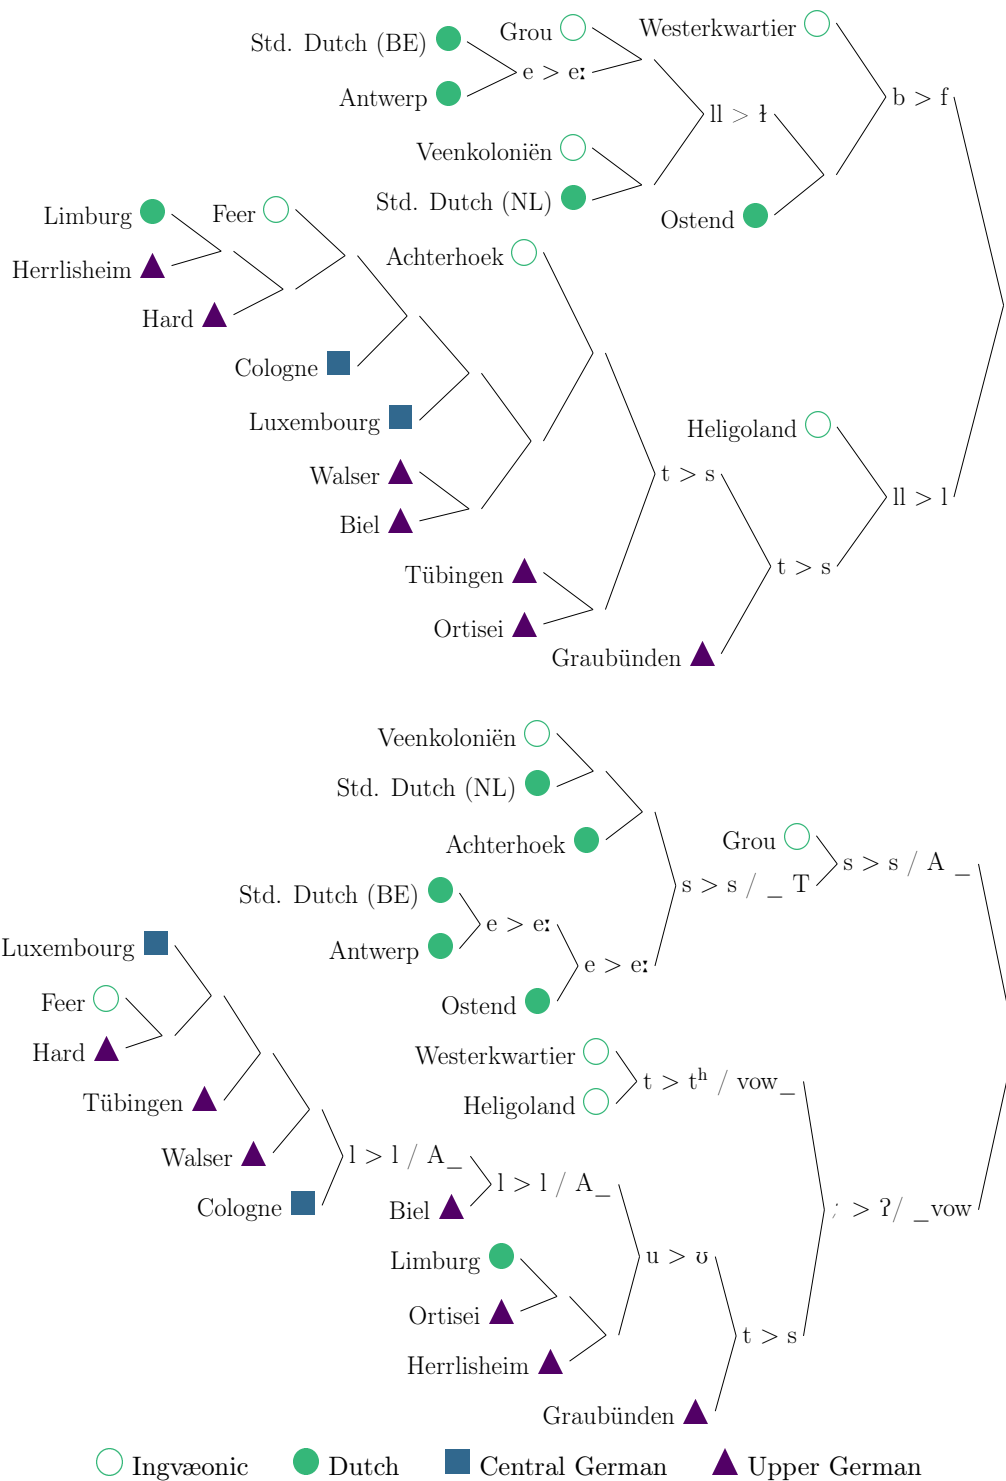 Std. Dutch (BE)
Grou
Westerkwartier
e > eː
Antwerp
b > f
ll > ɫ
Veenkoloniën
Std. Dutch (NL)
Limburg
Feer
Ostend
Achterhoek
Herrlisheim
Hard
Cologne
Luxembourg
Heligoland
Walser
t > s
ll > l
Biel
Tübingen
t > s
Ortisei
Graubünden
Veenkoloniën
Std. Dutch (NL)
Achterhoek
Grou
s > s / A _
Std. Dutch (BE)
s > s / _ T
e > eː
Luxembourg
Antwerp
e > eː
Feer
Ostend
Hard
Westerkwartier
t > tʰ / vow_
Tübingen
Heligoland
Walser
l > l / A_
l > l / A_
Cologne
Biel
> ʔ/ _vow
Limburg
u > ʊ
Ortisei
t > s
Herrlisheim
Graubünden
Ingvæonic Dutch Central German Upper German